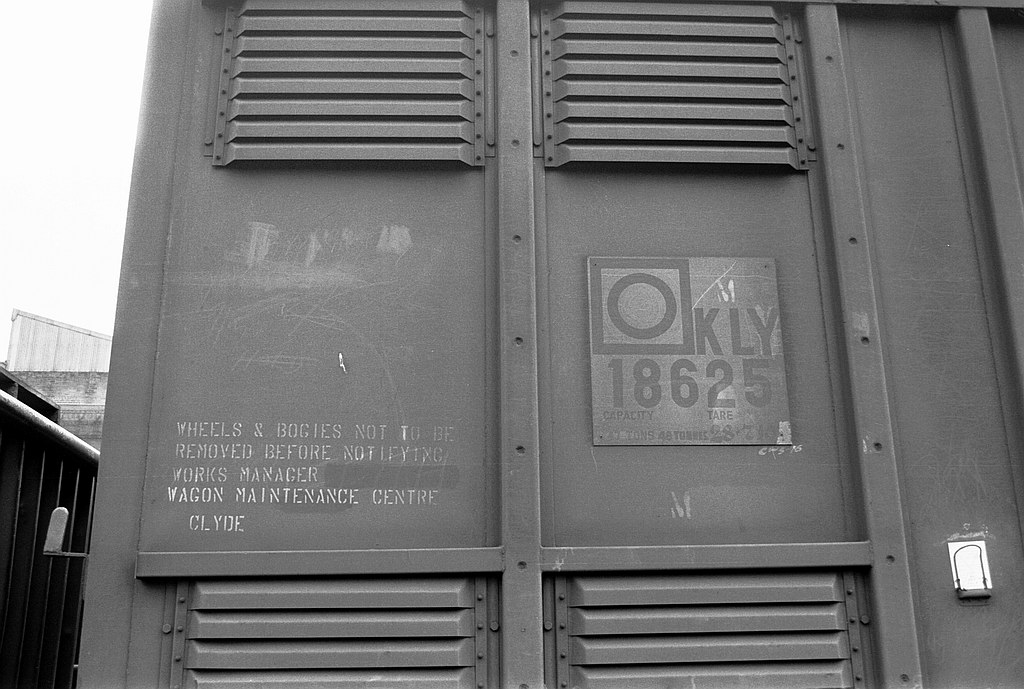 WHEELS & BOGIES NOT TO BE
REMOVED BEFORE NOTIFYING
WORKS MANAGER
WAGON MAINTENANCE CENTRE
CLYDE
M
KLY
18625
CAPACITY TARE
M